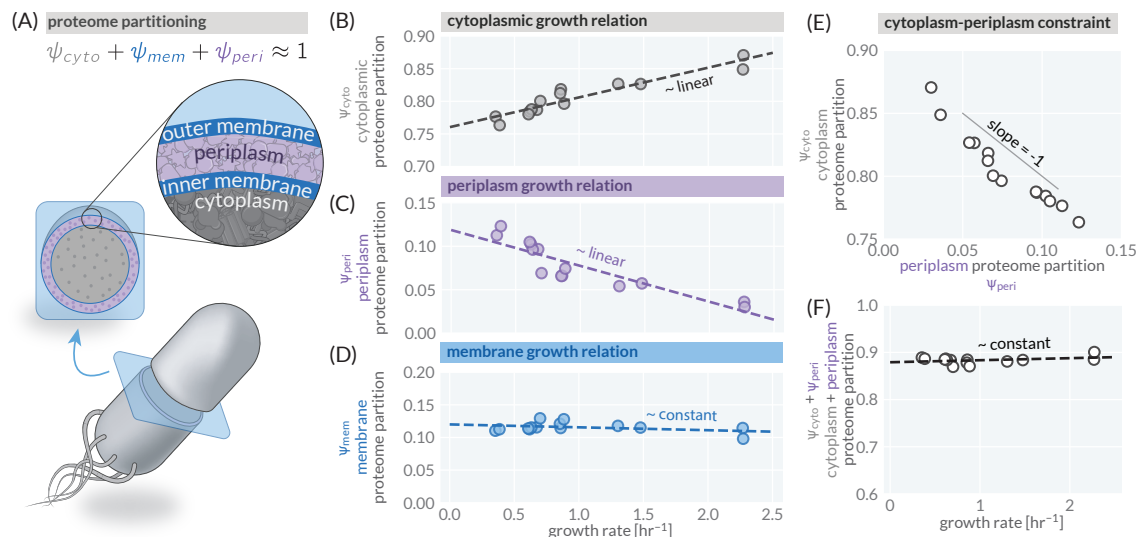 (A)
proteome partitioning
ψcyto + ψmem + ψperi ≈ 1
outer membrane
periplasm
inner membrane
cytoplasm
(B)
cytoplasmic growth relation
ψcyto
cytoplasmic
proteome partition
0.90
0.85
0.80
0.75
0.70
~ linear
(C)
periplasm growth relation
ψperi
periplasm
proteome partition
0.15
0.10
0.05
0.00
~ linear
(D)
membrane growth relation
ψmem
membrane
proteome partition
0.20
0.15
0.10
0.05
0.00
~ constant
0.0 0.5 1.0 1.5 2.0 2.5
growth rate [hr⁻¹]
(E)
cytoplasm-periplasm constraint
ψcyto
cytoplasm
proteome partition
0.90
0.85
0.80
0.75
slope = -1
0.00 0.05 0.10 0.15
periplasm proteome partition
ψperi
(F)
ψcyto + ψperi
cytoplasm + periplasm
proteome partition
1.0
0.9
0.8
0.7
0.6
~ constant
0 1 2
growth rate [hr⁻¹]